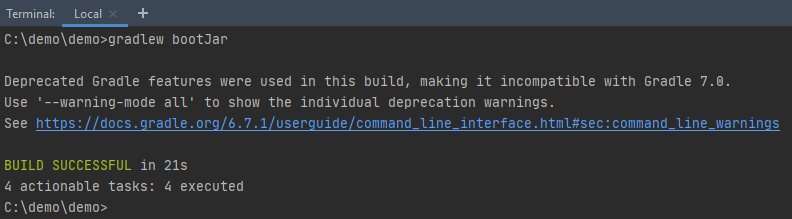 Terminal: Local
C:\demo\demo>gradlew bootJar
Deprecated Gradle features were used in this build, making it incompatible with Gradle 7.0.
Use '--warning-mode all' to show the individual deprecation warnings.
See https://docs.gradle.org/6.7.1/userguide/command_line_interface.html#sec:command_line_warnings
BUILD SUCCESSFUL in 21s
4 actionable tasks: 4 executed
C:\demo\demo>